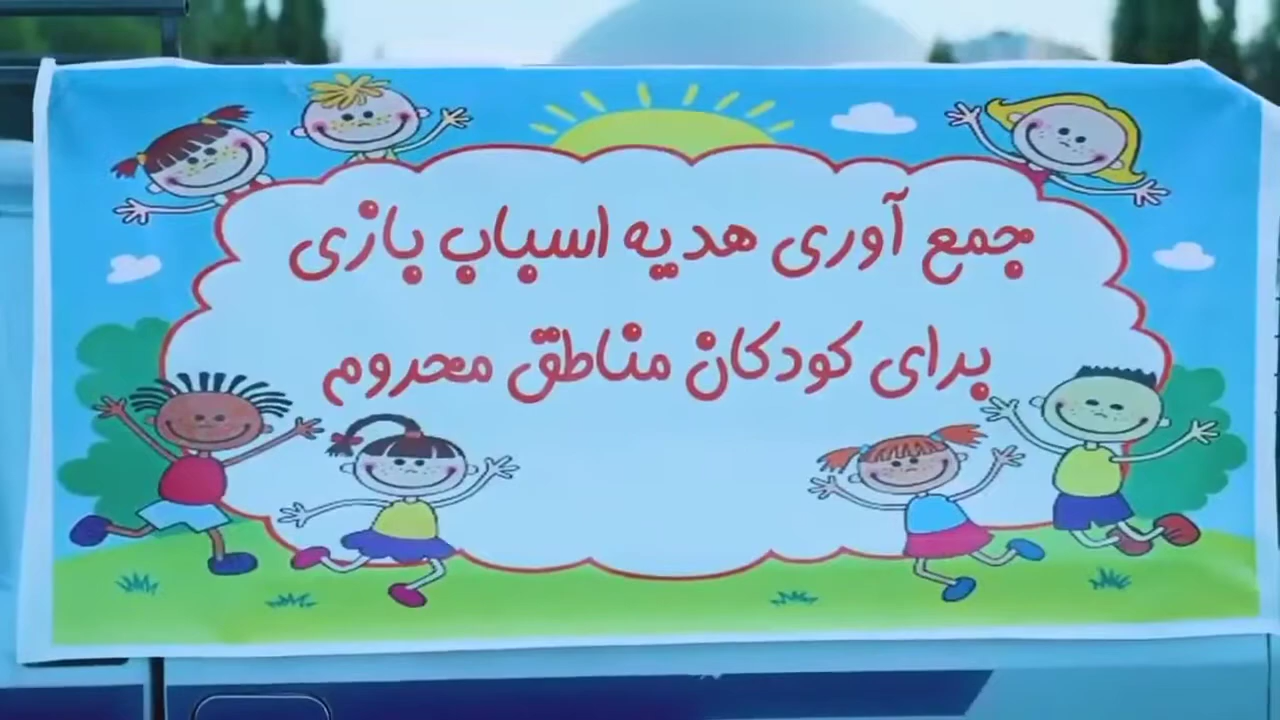 جمع آوری هدیه اسباب بازی
برای کودکان مناطق محروم